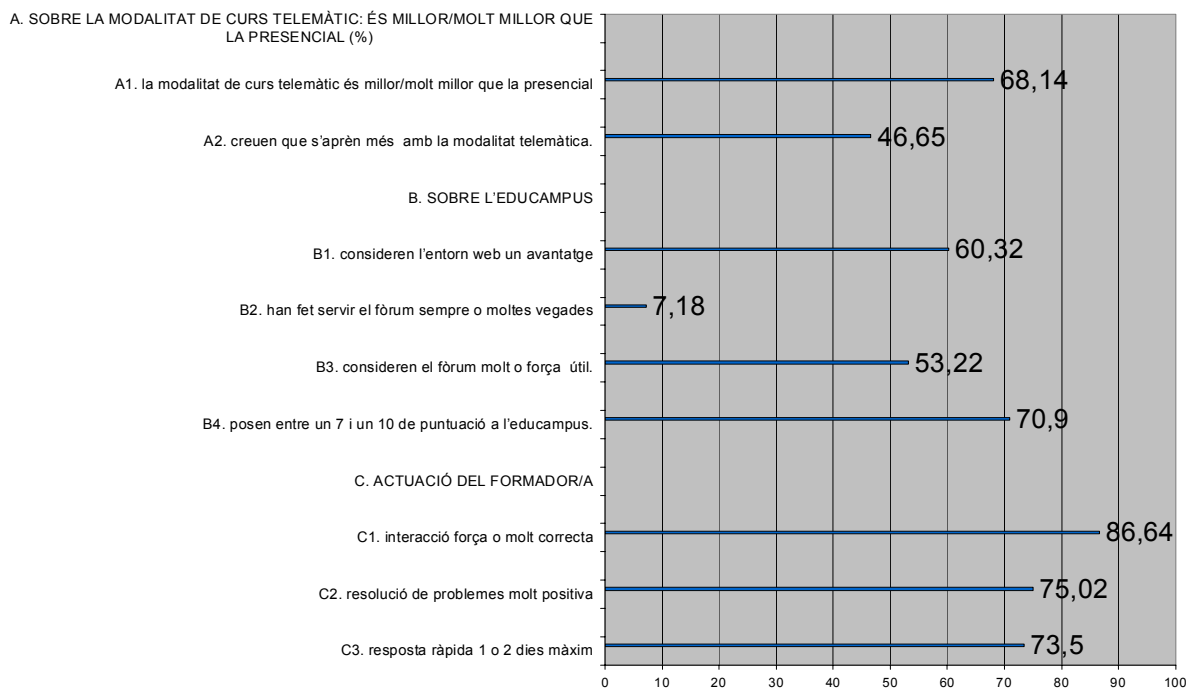 A. SOBRE LA MODALITAT DE CURS TELEMÀTIC: ÉS MILLOR/MOLT MILLOR QUE
LA PRESENCIAL (%)
A1. la modalitat de curs telemàtic és millor/molt millor que la presencial
68,14
A2. creuen que s’aprèn més  amb la modalitat telemàtica.
46,65
B. SOBRE L’EDUCAMPUS
B1. consideren l’entorn web un avantatge
60,32
B2. han fet servir el fòrum sempre o moltes vegades
7,18
B3. consideren el fòrum molt o força  útil.
53,22
B4. posen entre un 7 i un 10 de puntuació a l’educampus.
70,9
C. ACTUACIÓ DEL FORMADOR/A
C1. interacció força o molt correcta
86,64
C2. resolució de problemes molt positiva
75,02
C3. resposta ràpida 1 o 2 dies màxim
73,5
0 10 20 30 40 50 60 70 80 90 100